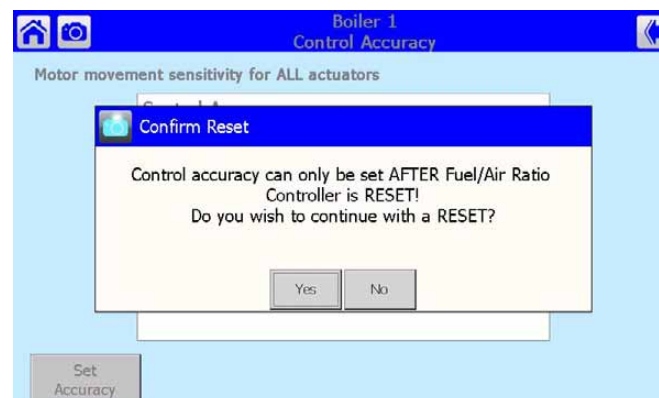 Boiler 1
Control Accuracy
Motor movement sensitivity for ALL actuators
Confirm Reset
Control accuracy can only be set AFTER Fuel/Air Ratio
Controller is RESET!
Do you wish to continue with a RESET?
Yes No
Set
Accuracy